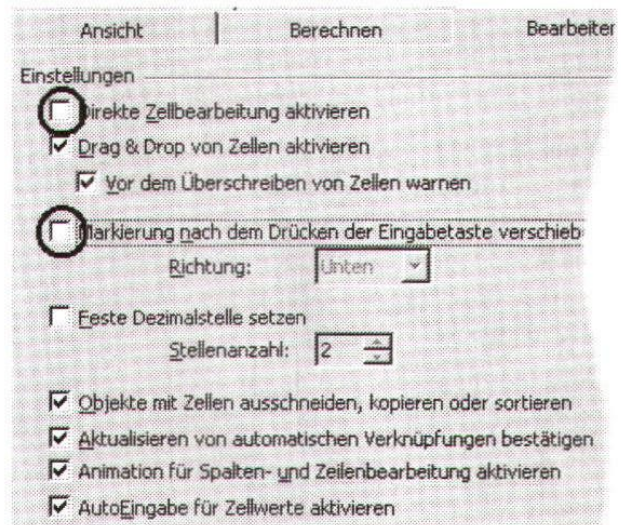 Ansicht Berechnen Bearbeiten
Einstellungen
Direkte Zellbearbeitung aktivieren
Drag & Drop von Zellen aktivieren
Vor dem Überschreiben von Zellen warnen
Markierung nach dem Drücken der Eingabetaste verschieb
Richtung: Unten
Feste Dezimalstelle setzen
Stellenanzahl: 2
Objekte mit Zellen ausschneiden, kopieren oder sortieren
Aktualisieren von automatischen Verknüpfungen bestätigen
Animation für Spalten- und Zeilenbearbeitung aktivieren
AutoEingabe für Zellwerte aktivieren